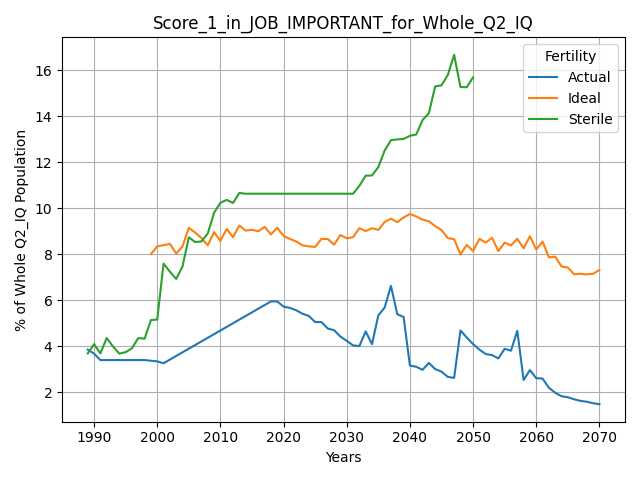 Score_1_in_JOB_IMPORTANT_for_Whole_Q2_IQ
Fertility
Actual
Ideal
Sterile
% of Whole Q2_IQ Population
16
14
12
10
8
6
4
2
1990 2000 2010 2020 2030 2040 2050 2060 2070
Years